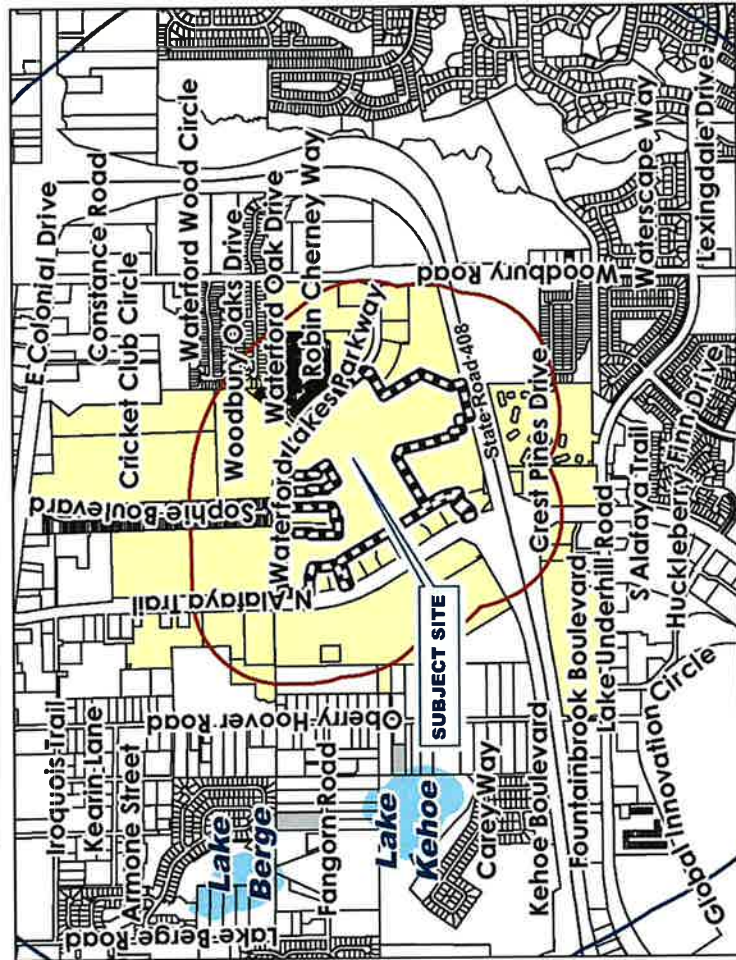 E Colonial Drive
Constance Road
Cricket Club Circle
Waterford Wood Circle
Woodbury Oaks Drive
Waterford Oak Drive
Robin Cherney Way
Waterford Lakes Parkway
Sophie Boulevard
N Alafaya Trail
Woodbury Road
State Road 408
Crest Pines Drive
Waterscape Way
Lexingdale Drive
S Alafaya Trail
Huckleberry Finn Drive
Lake Underhill Road
Fountainbrook Boulevard
Global Innovation Circle
Kehoe Boulevard
Carey Way
SUBJECT SITE
Lake
Kehoe
Oberry Hoover Road
Fangorn Road
Lake
Berge
Lake Berge Road
Armone Street
Kearin Lane
Iroquois Trail